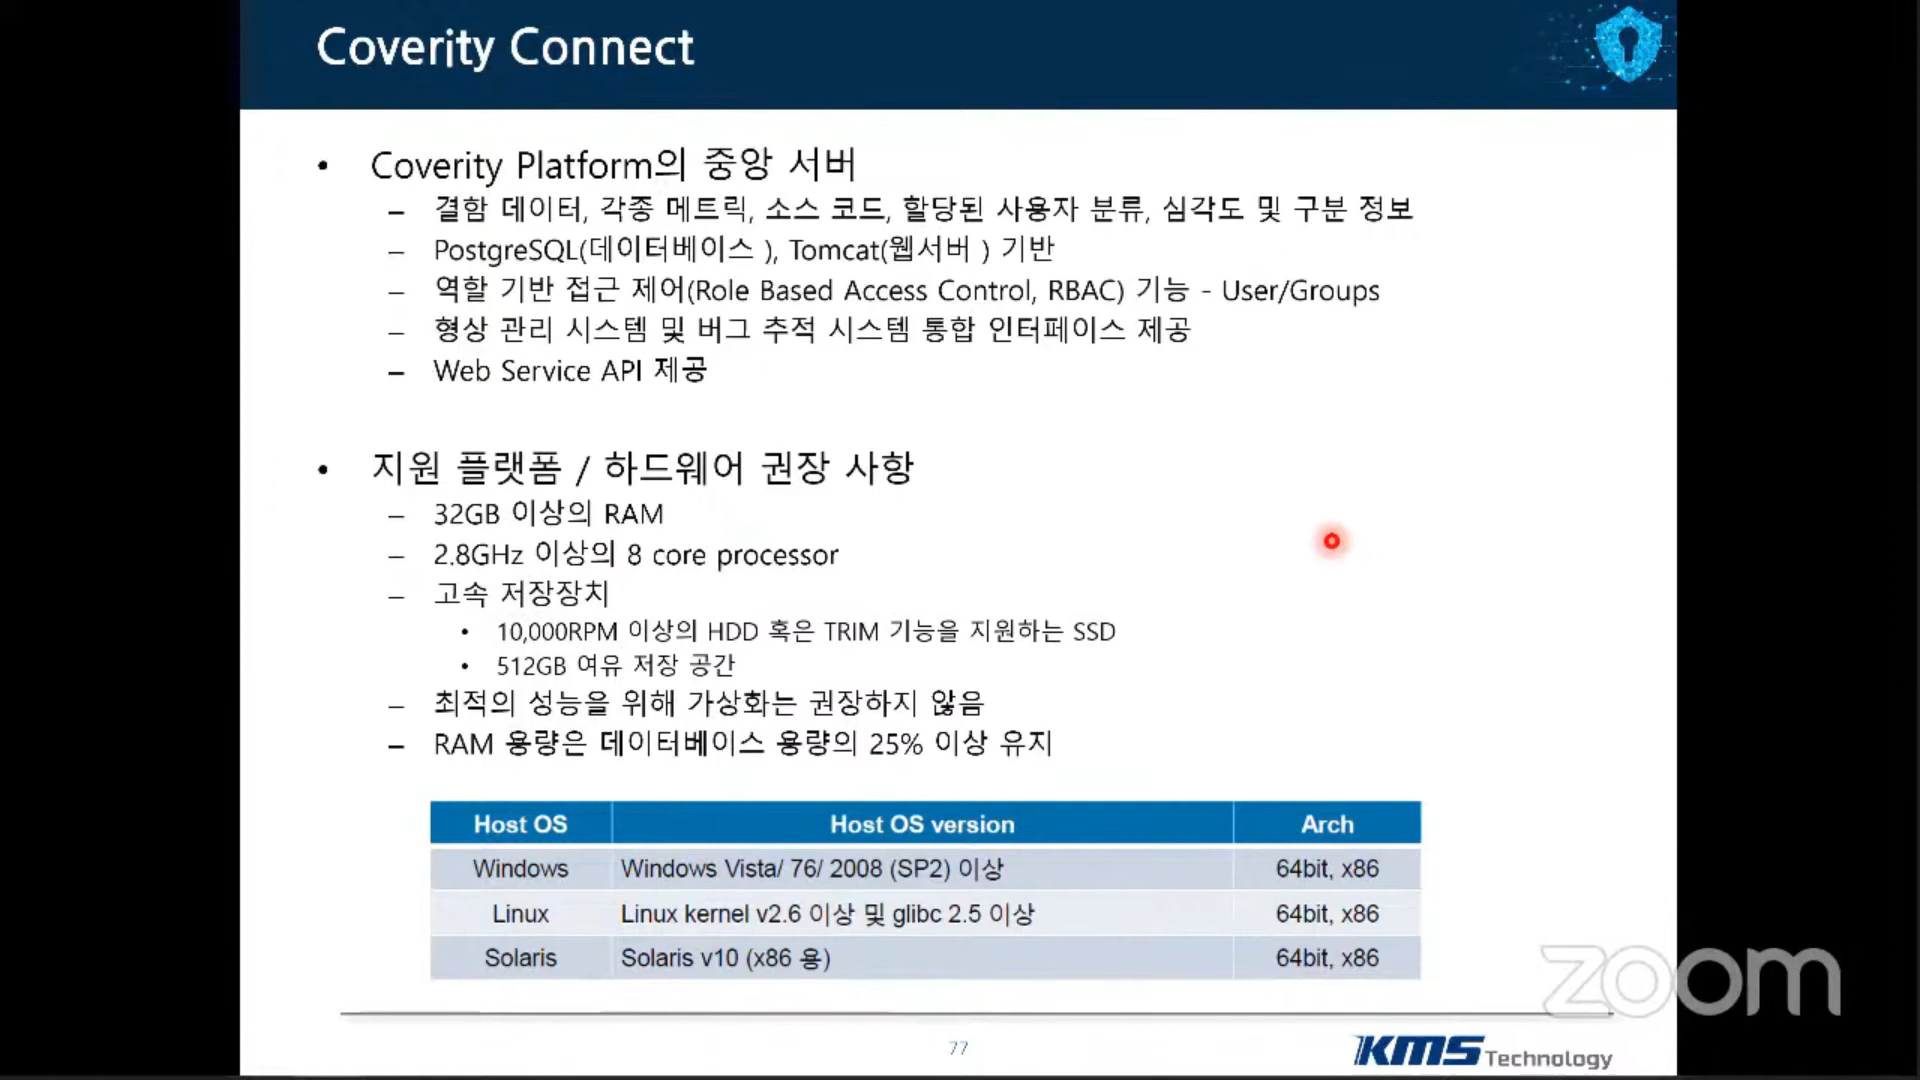 Coverity Connect
• Coverity Platform의 중앙 서버
– 결함 데이터, 각종 메트릭, 소스 코드, 할당된 사용자 분류, 심각도 및 구분 정보
– PostgreSQL(데이터베이스 ), Tomcat(웹서버 ) 기반
– 역할 기반 접근 제어(Role Based Access Control, RBAC) 기능 - User/Groups
– 형상 관리 시스템 및 버그 추적 시스템 통합 인터페이스 제공
– Web Service API 제공
• 지원 플랫폼 / 하드웨어 권장 사항
– 32GB 이상의 RAM
– 2.8GHz 이상의 8 core processor
– 고속 저장장치
• 10,000RPM 이상의 HDD 혹은 TRIM 기능을 지원하는 SSD
• 512GB 여유 저장 공간
– 최적의 성능을 위해 가상화는 권장하지 않음
– RAM 용량은 데이터베이스 용량의 25% 이상 유지
Host OS Host OS version Arch
Windows Windows Vista/ 76/ 2008 (SP2) 이상 64bit, x86
Linux Linux kernel v2.6 이상 및 glibc 2.5 이상 64bit, x86
Solaris Solaris v10 (x86 용) 64bit, x86
zoom
77
KMS Technology